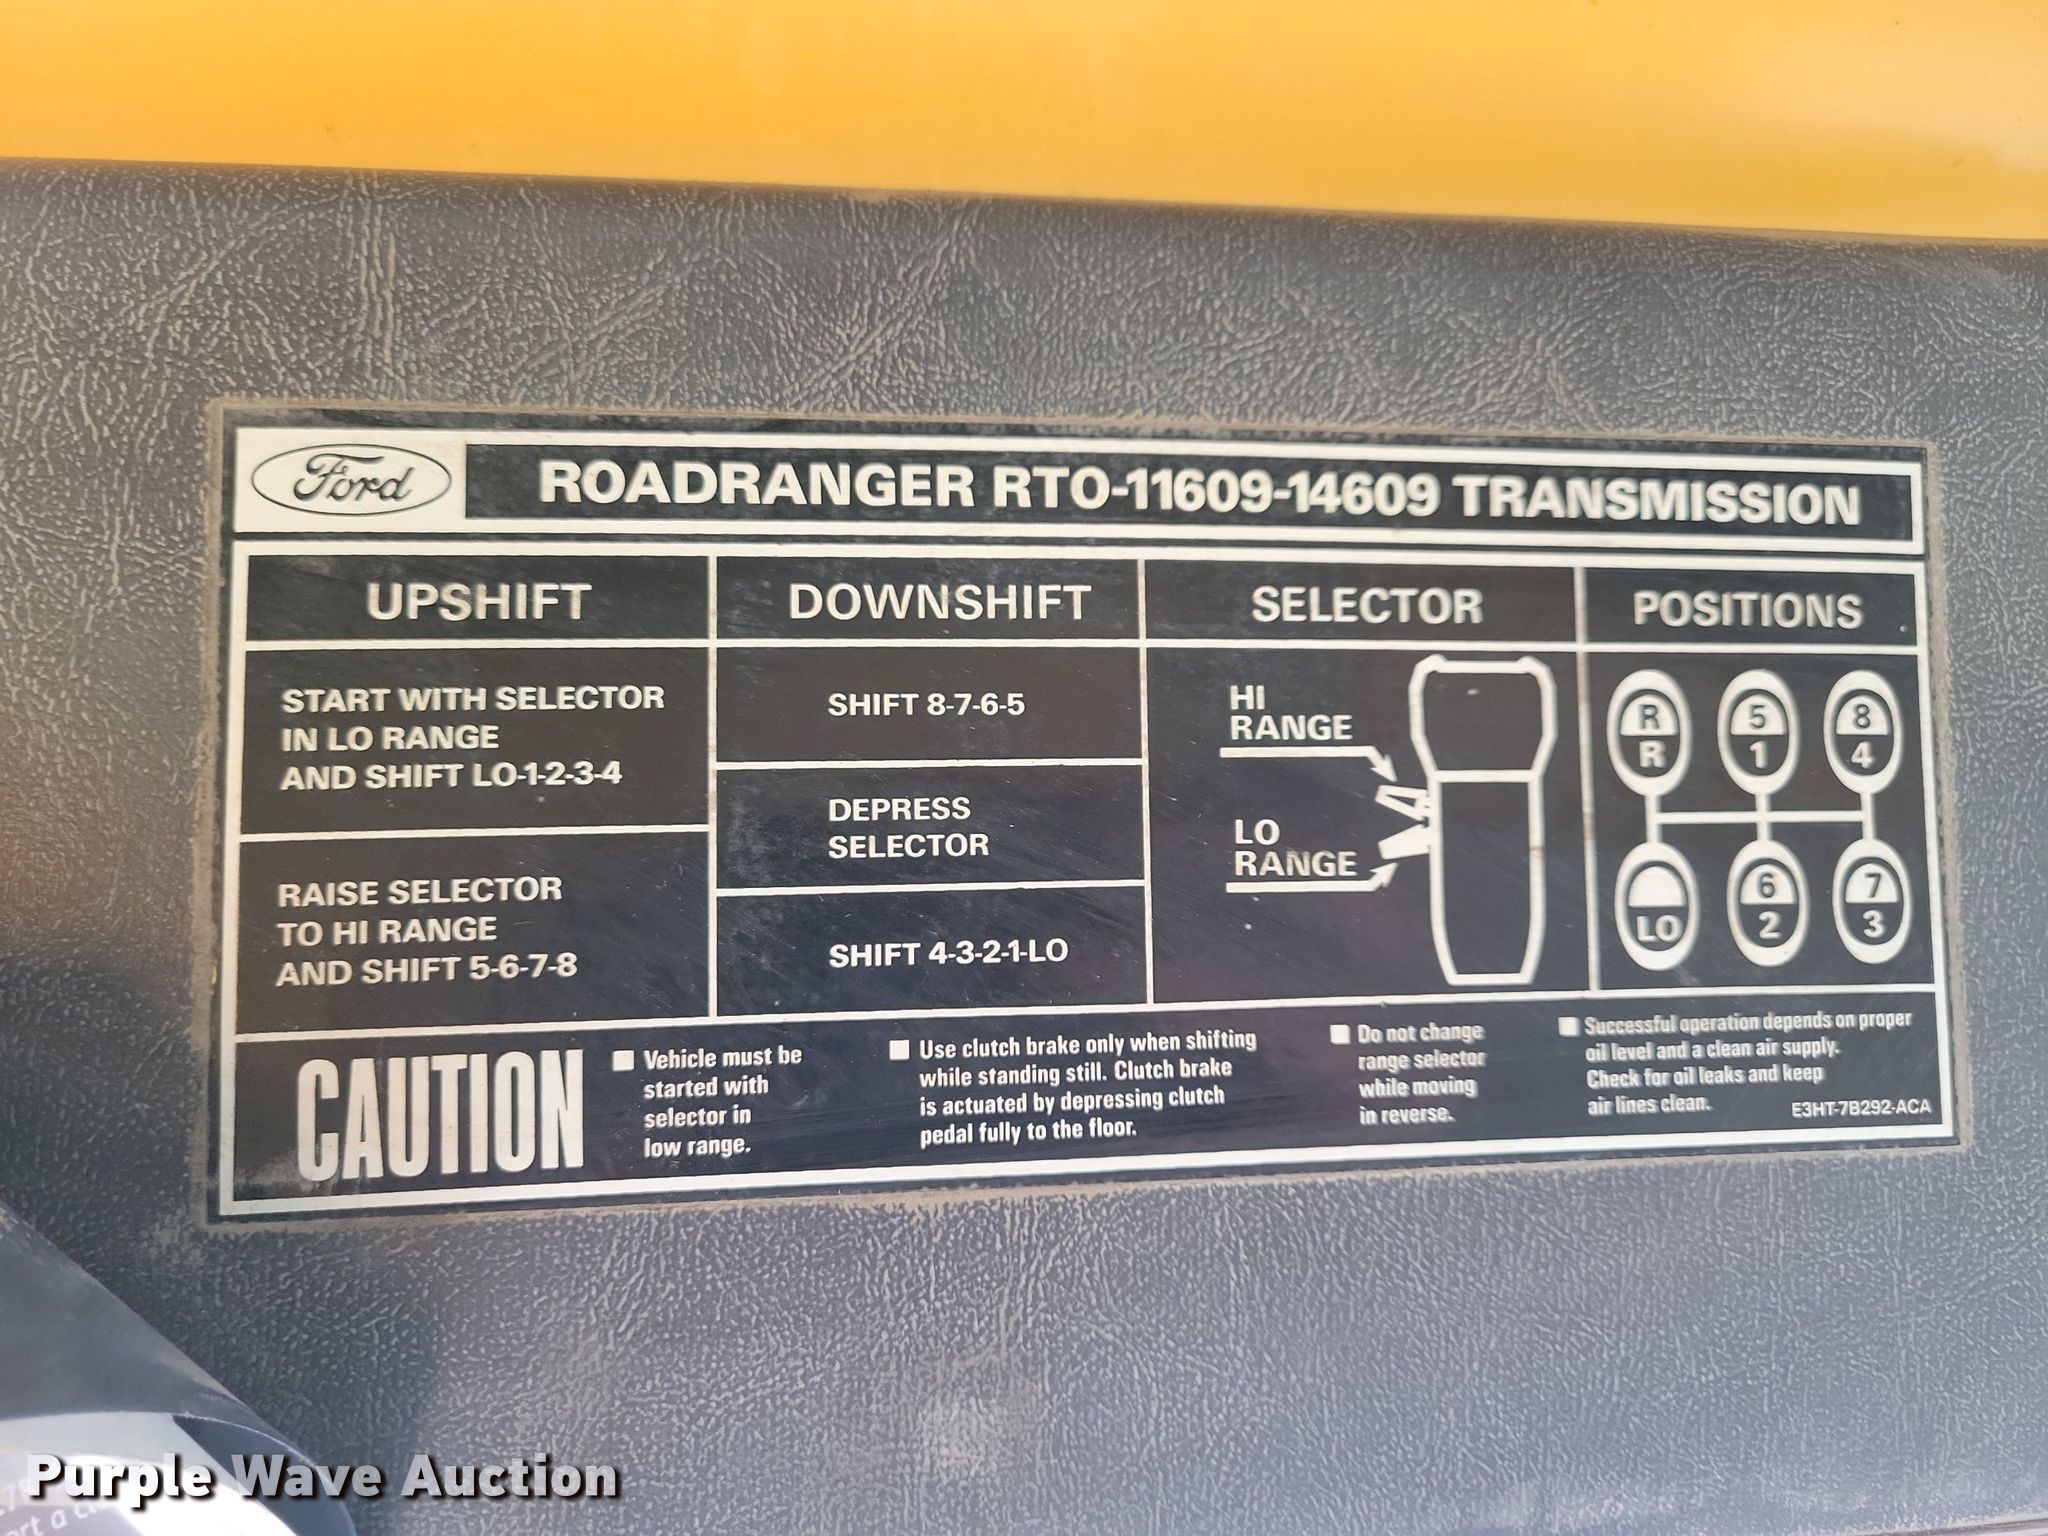 Ford
ROADRANGER RTO-11609-14609 TRANSMISSION
UPSHIFT
START WITH SELECTOR
IN LO RANGE
AND SHIFT LO-1-2-3-4
RAISE SELECTOR
TO HI RANGE
AND SHIFT 5-6-7-8
DOWNSHIFT
SHIFT 8-7-6-5
DEPRESS
SELECTOR
SHIFT 4-3-2-1-LO
SELECTOR
HI
RANGE
LO
RANGE
POSITIONS
R 5 8
R 1 4
6 7
LO 2 3
CAUTION
Vehicle must be
started with
selector in
low range.
Use clutch brake only when shifting
while standing still. Clutch brake
is actuated by depressing clutch
pedal fully to the floor.
Do not change
range selector
while moving
in reverse.
Successful operation depends on proper
oil level and a clean air supply.
Check for oil leaks and keep
air lines clean.
E3HT-7B292-ACA
Purple Wave Auction